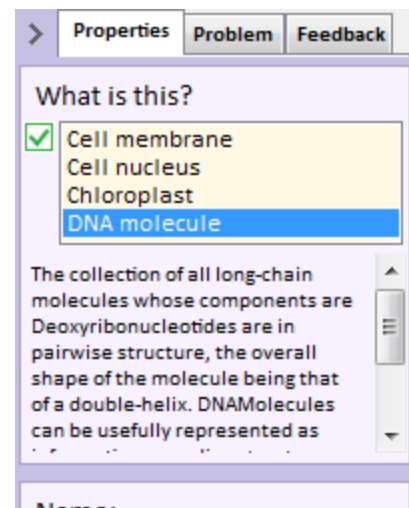 Properties Problem Feedback
What is this?
Cell membrane
Cell nucleus
Chloroplast
DNA molecule
The collection of all long-chain
molecules whose components are
Deoxyribonucleotides are in
pairwise structure, the overall
shape of the molecule being that
of a double-helix. DNAMolecules
can be usefully represented as